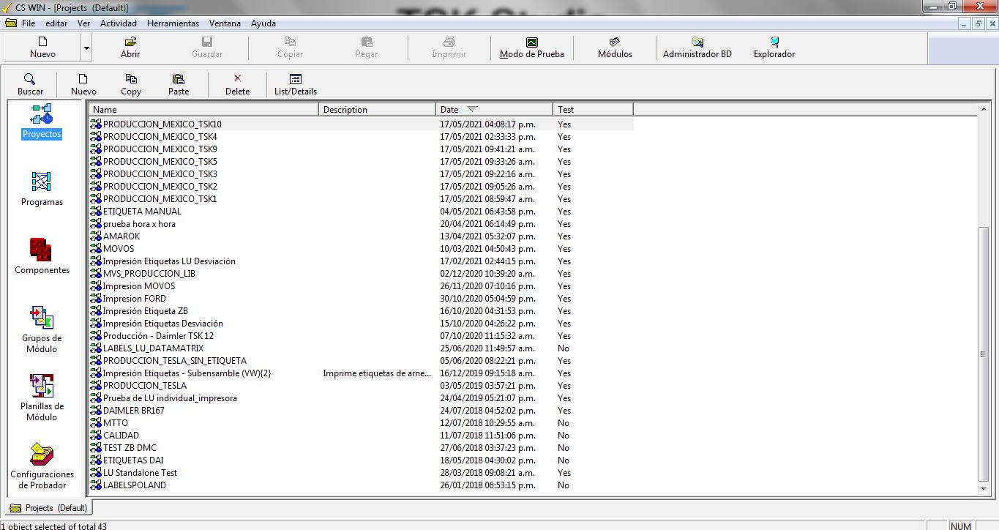 CS WIN - [Projects (Default)]
TSK Studio
File editar Ver Actividad Herramientas Ventana Ayuda
Nuevo Abrir Guardar Copiar Pegar Imprimir Modo de Prueba Módulos Administrador BD Explorador
Buscar Nuevo Copy Paste Delete List/Details
Proyectos
Programas
Componentes
Grupos de
Módulo
Planillas de
Módulo
Configuraciones
de Probador
Name Description Date Test
PRODUCCION_MEXICO_TSK10 17/05/2021 04:08:17 p.m. Yes
PRODUCCION_MEXICO_TSK4 17/05/2021 02:33:33 p.m. Yes
PRODUCCION_MEXICO_TSK9 17/05/2021 09:41:21 a.m. Yes
PRODUCCION_MEXICO_TSK5 17/05/2021 09:33:26 a.m. Yes
PRODUCCION_MEXICO_TSK3 17/05/2021 09:22:16 a.m. Yes
PRODUCCION_MEXICO_TSK2 17/05/2021 09:05:26 a.m. Yes
PRODUCCION_MEXICO_TSK1 17/05/2021 08:59:47 a.m. Yes
ETIQUETA MANUAL 04/05/2021 06:43:58 p.m. Yes
prueba hora x hora 20/04/2021 06:14:49 p.m. Yes
AMAROK 13/04/2021 05:32:07 p.m. Yes
MOVOS 10/03/2021 04:50:43 p.m. Yes
Impresión Etiquetas LU Desviación 17/02/2021 02:44:15 p.m. Yes
MVS_PRODUCCION_LIB 02/12/2020 10:39:20 a.m. Yes
Impresion MOVOS 26/11/2020 07:10:16 p.m. Yes
Impresion FORD 30/10/2020 05:04:59 p.m. Yes
Impresión Etiqueta ZB 16/10/2020 04:31:53 p.m. Yes
Impresión Etiquetas Desviación 15/10/2020 04:26:22 p.m. Yes
Producción - Daimler TSK 12 07/10/2020 11:15:32 a.m. Yes
LABELS_LU_DATAMATRIX 25/06/2020 11:49:57 a.m. No
PRODUCCION_TESLA_SIN_ETIQUETA 05/06/2020 08:22:21 p.m. Yes
Impresión Etiquetas - Subensamble (VW){2} Imprime etiquetas de arne... 16/12/2019 09:15:18 a.m. Yes
PRODUCCION_TESLA 03/05/2019 03:57:21 p.m. Yes
Prueba de LU individual_impresora 24/04/2019 05:21:07 p.m. Yes
DAIMLER BR167 24/07/2018 04:52:02 p.m. Yes
MTTO 12/07/2018 10:29:55 a.m. No
CALIDAD 11/07/2018 11:51:06 p.m. No
TEST ZB DMC 27/06/2018 03:37:23 p.m. No
ETIQUETAS DAI 18/05/2018 04:30:02 p.m. No
LU Standalone Test 28/03/2018 09:08:21 a.m. Yes
LABELSPOLAND 26/01/2018 06:53:15 p.m. No
Projects (Default)
1 object selected of total 43 NUM